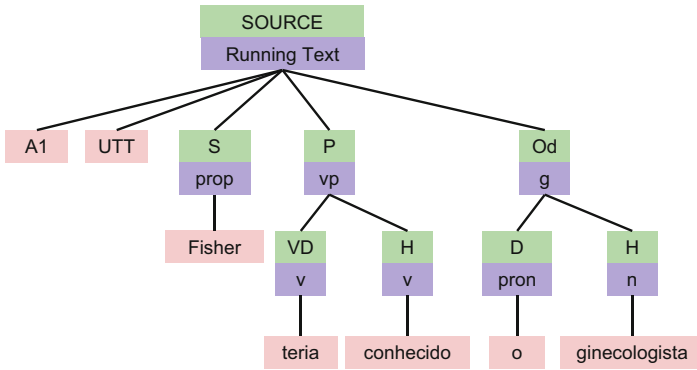 SOURCE
Running Text
A1
UTT
S
P
Od
prop
vp
g
Fisher
VD
H
D
H
v
v
pron
n
teria
conhecido
o
ginecologista